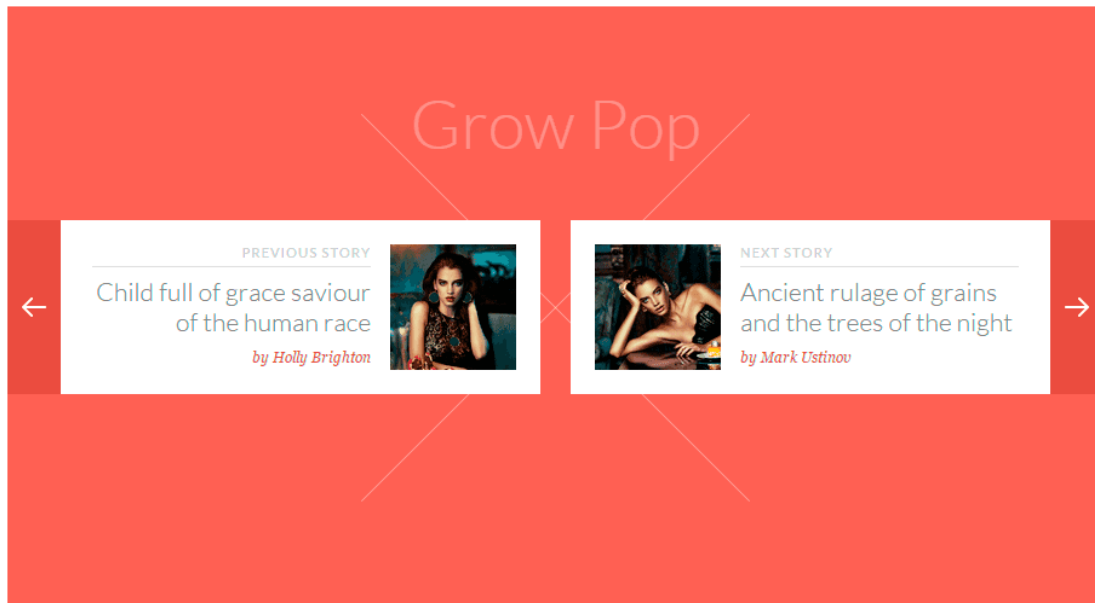 Grow Pop
PREVIOUS STORY
Child full of grace saviour
of the human race
by Holly Brighton
NEXT STORY
Ancient rulage of grains
and the trees of the night
by Mark Ustinov